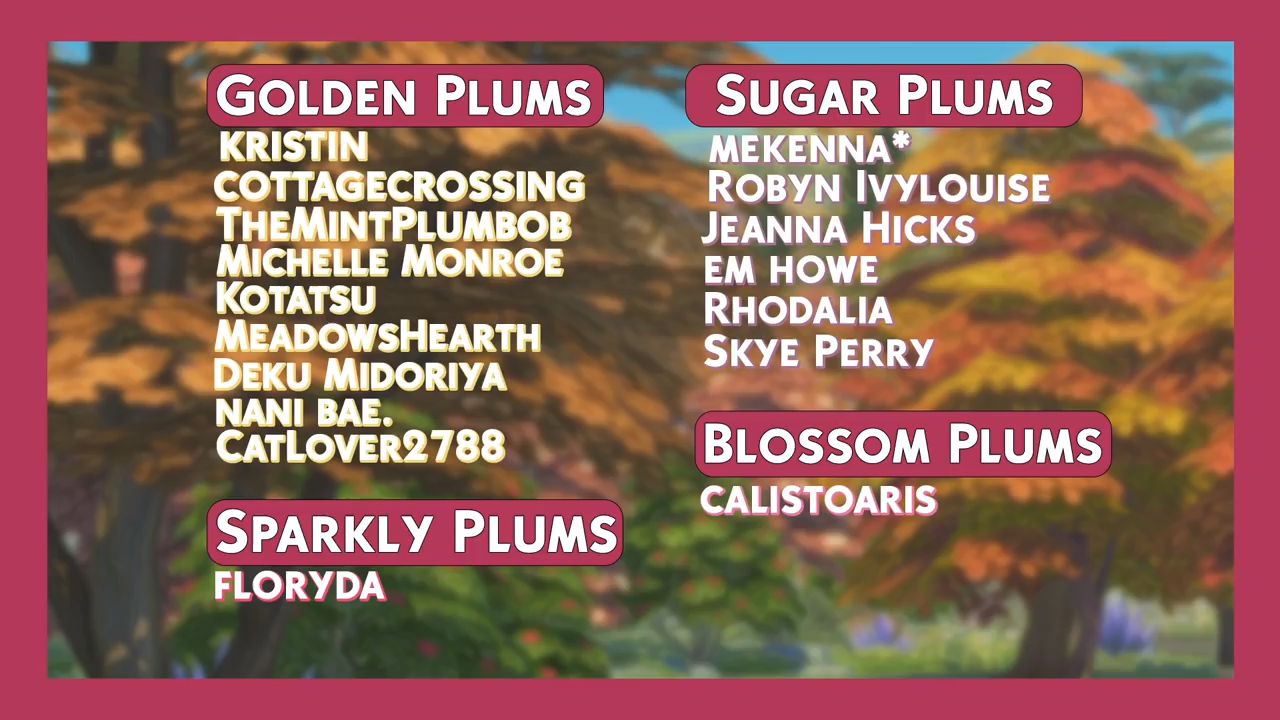 Golden Plums
Kristin
cottagecrossing
TheMintPlumbob
Michelle Monroe
Kotatsu
MeadowsHearth
Deku Midoriya
nani bae.
CatLover2788
Sparkly Plums
floryda
Sugar Plums
mekenna*
Robyn Ivylouise
Jeanna Hicks
em howe
Rhodalia
Skye Perry
Blossom Plums
calistoaris